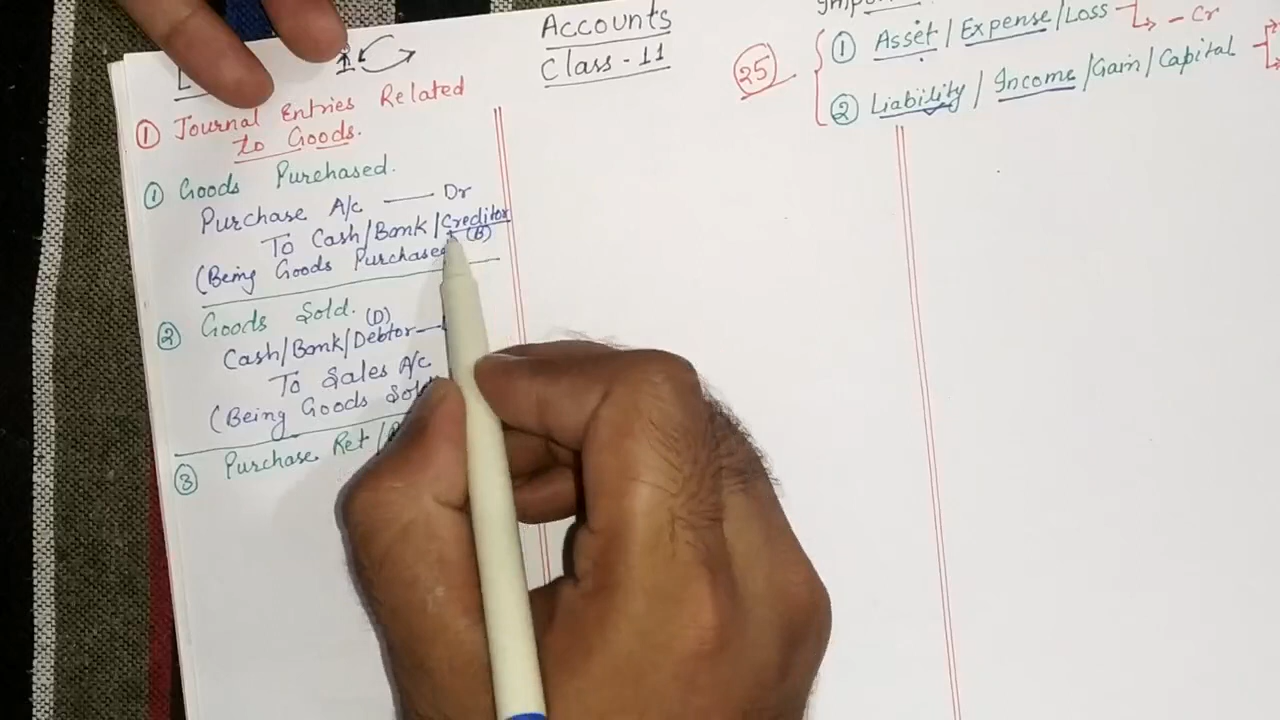 Accounts
Class - 11
① Journal Entries Related
to Goods.
① Goods Purchased.
Purchase A/c —— Dr
To Cash/Bank/Creditor
(B)
(Being Goods Purchased
② Goods Sold.
(D)
Cash/Bank/Debtor—
To Sales A/c
(Being Goods Sold
③ Purchase Ret/
25
① Asset/Expense/Loss
- Cr
② Liability/Income/Gain/Capital